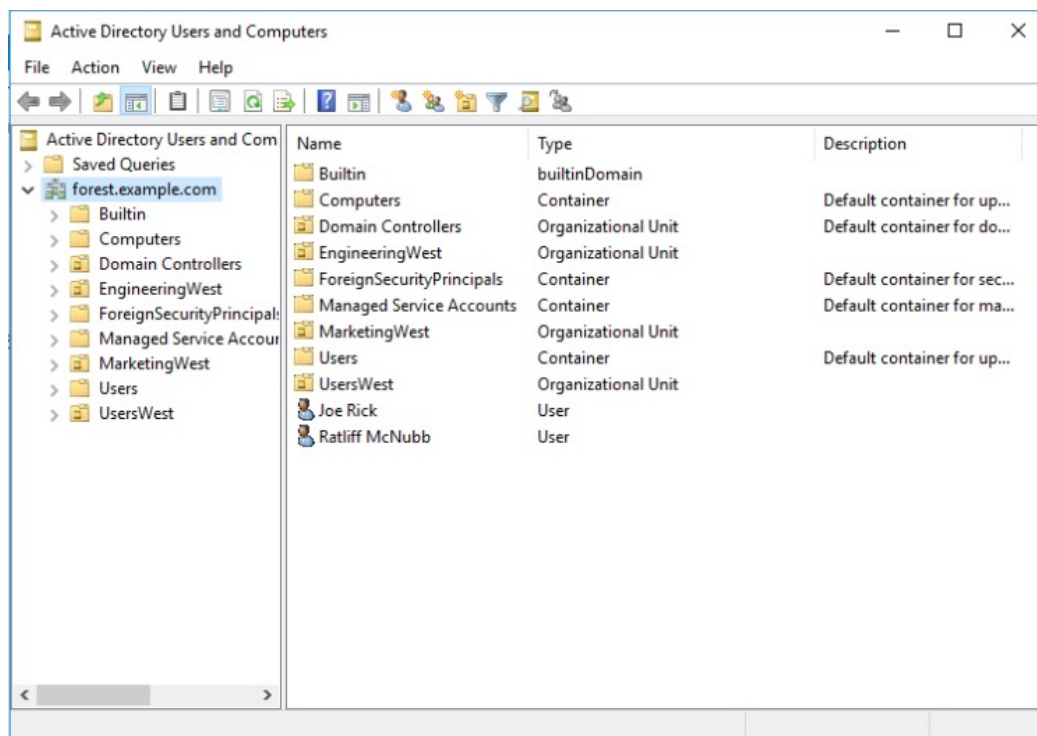 Active Directory Users and Computers
File Action View Help
Active Directory Users and Com
Saved Queries
forest.example.com
Builtin
Computers
Domain Controllers
EngineeringWest
ForeignSecurityPrincipals
Managed Service Accour
MarketingWest
Users
UsersWest
Name Type Description
Builtin builtinDomain
Computers Container Default container for up...
Domain Controllers Organizational Unit Default container for do...
EngineeringWest Organizational Unit
ForeignSecurityPrincipals Container Default container for sec...
Managed Service Accounts Container Default container for ma...
MarketingWest Organizational Unit
Users Container Default container for up...
UsersWest Organizational Unit
Joe Rick User
Ratliff McNubb User